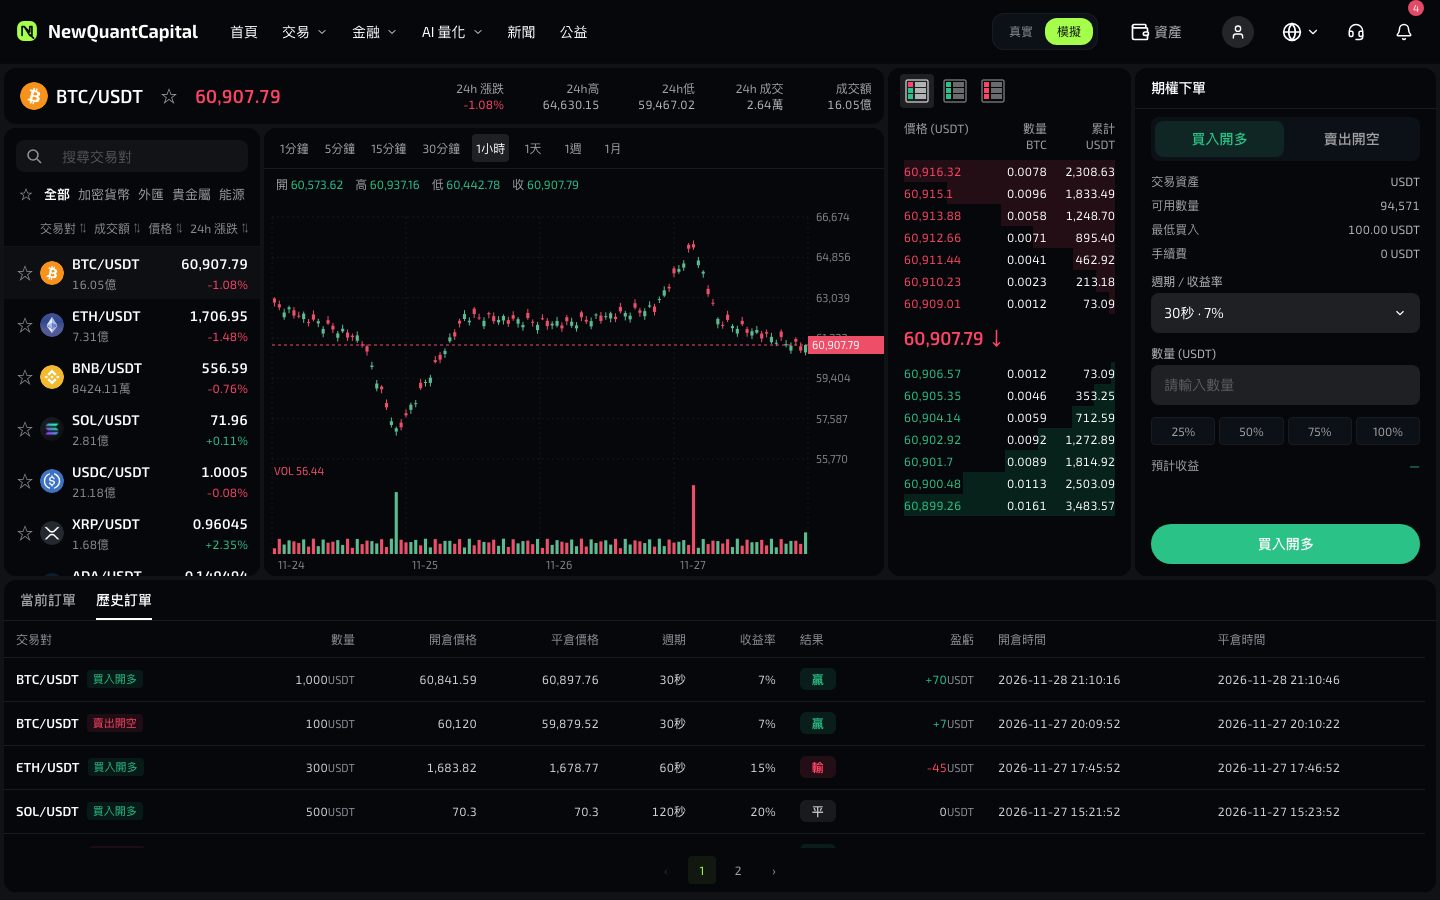 NewQuantCapital 首頁 交易 金融 AI 量化 新聞 公益 真實 模擬 資產 4
BTC/USDT 60,907.79
24h 漲跌 24h高 24h低 24h 成交 成交額
-1.08% 64,630.15 59,467.02 2.64萬 16.05億
搜尋交易對
全部 加密貨幣 外匯 貴金屬 能源
交易對 成交額 價格 24h 漲跌
BTC/USDT 60,907.79
16.05億 -1.08%
ETH/USDT 1,706.95
7.31億 -1.48%
BNB/USDT 556.59
8424.11萬 -0.76%
SOL/USDT 71.96
2.81億 +0.11%
USDC/USDT 1.0005
21.18億 -0.08%
XRP/USDT 0.96045
1.68億 +2.35%
1分鐘 5分鐘 15分鐘 30分鐘 1小時 1天 1週 1月
開 60,573.62 高 60,937.16 低 60,442.78 收 60,907.79
66,674
64,856
63,039
60,907.79
59,404
57,587
55,770
VOL 56.44
11-24 11-25 11-26 11-27
價格 (USDT) 數量 累計
BTC USDT
60,916.32 0.0078 2,308.63
60,915.1 0.0096 1,833.49
60,913.88 0.0058 1,248.70
60,912.66 0.0071 895.40
60,911.44 0.0041 462.92
60,910.23 0.0023 213.18
60,909.01 0.0012 73.09
60,907.79 ↓
60,906.57 0.0012 73.09
60,905.35 0.0046 353.25
60,904.14 0.0059 712.59
60,902.92 0.0092 1,272.89
60,901.7 0.0089 1,814.92
60,900.48 0.0113 2,503.09
60,899.26 0.0161 3,483.57
期權下單
買入開多 賣出開空
交易資產 USDT
可用數量 94,571
最低買入 100.00 USDT
手續費 0 USDT
週期 / 收益率
30秒 · 7%
數量 (USDT)
請輸入數量
25% 50% 75% 100%
預計收益 —
買入開多
當前訂單 歷史訂單
交易對 數量 開倉價格 平倉價格 週期 收益率 結果 盈虧 開倉時間 平倉時間
BTC/USDT 買入開多 1,000USDT 60,841.59 60,897.76 30秒 7% 贏 +70USDT 2026-11-28 21:10:16 2026-11-28 21:10:46
BTC/USDT 賣出開空 100USDT 60,120 59,879.52 30秒 7% 贏 +7USDT 2026-11-27 20:09:52 2026-11-27 20:10:22
ETH/USDT 買入開多 300USDT 1,683.82 1,678.77 60秒 15% 輸 -45USDT 2026-11-27 17:45:52 2026-11-27 17:46:52
SOL/USDT 買入開多 500USDT 70.3 70.3 120秒 20% 平 0USDT 2026-11-27 15:21:52 2026-11-27 15:23:52
‹ 1 2 ›